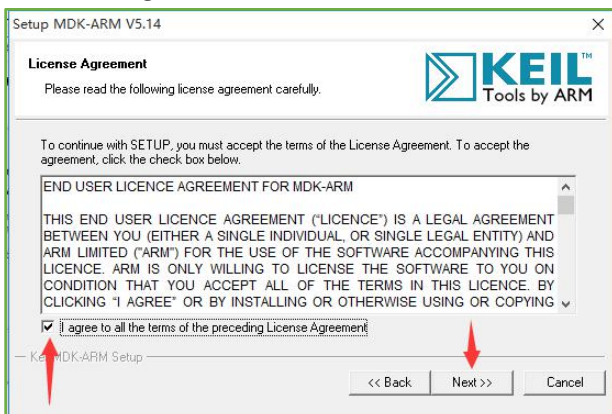 Setup MDK-ARM V5.14
License Agreement
Please read the following license agreement carefully.
KEIL™
Tools by ARM
To continue with SETUP, you must accept the terms of the License Agreement. To accept the
agreement, click the check box below.
END USER LICENCE AGREEMENT FOR MDK-ARM
THIS END USER LICENCE AGREEMENT ("LICENCE") IS A LEGAL AGREEMENT
BETWEEN YOU (EITHER A SINGLE INDIVIDUAL, OR SINGLE LEGAL ENTITY) AND
ARM LIMITED ("ARM") FOR THE USE OF THE SOFTWARE ACCOMPANYING THIS
LICENCE. ARM IS ONLY WILLING TO LICENSE THE SOFTWARE TO YOU ON
CONDITION THAT YOU ACCEPT ALL OF THE TERMS IN THIS LICENCE. BY
CLICKING "I AGREE" OR BY INSTALLING OR OTHERWISE USING OR COPYING
I agree to all the terms of the preceding License Agreement
Keil MDK-ARM Setup
<< Back
Next >>
Cancel